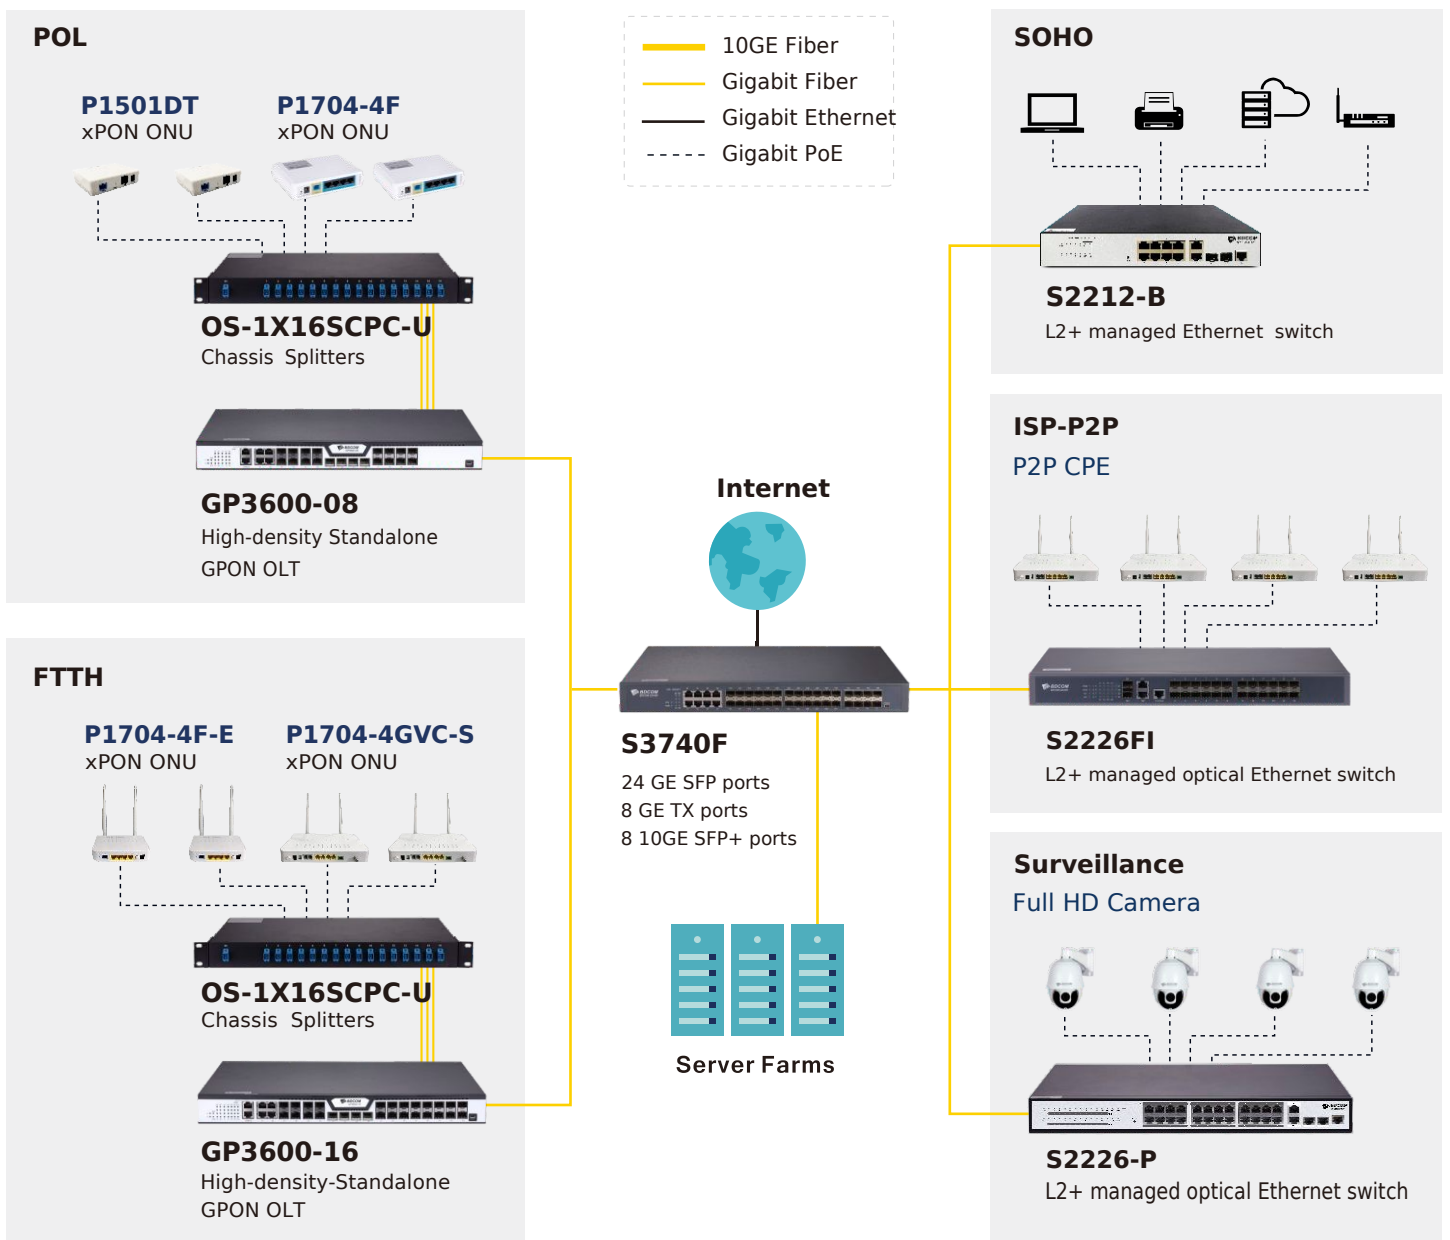 POL
P1501DT
xPON ONU
P1704-4F
xPON ONU
OS-1X16SCPC-U
Chassis Splitters
GP3600-08
High-density Standalone
GPON OLT
FTTH
P1704-4F-E
xPON ONU
P1704-4GVC-S
xPON ONU
OS-1X16SCPC-U
Chassis Splitters
GP3600-16
High-density-Standalone
GPON OLT
10GE Fiber
Gigabit Fiber
Gigabit Ethernet
Gigabit PoE
Internet
BDCOM
S3740F
24 GE SFP ports
8 GE TX ports
8 10GE SFP+ ports
Server Farms
SOHO
S2212-B
L2+ managed Ethernet switch
ISP-P2P
P2P CPE
S2226FI
L2+ managed optical Ethernet switch
Surveillance
Full HD Camera
S2226-P
L2+ managed optical Ethernet switch